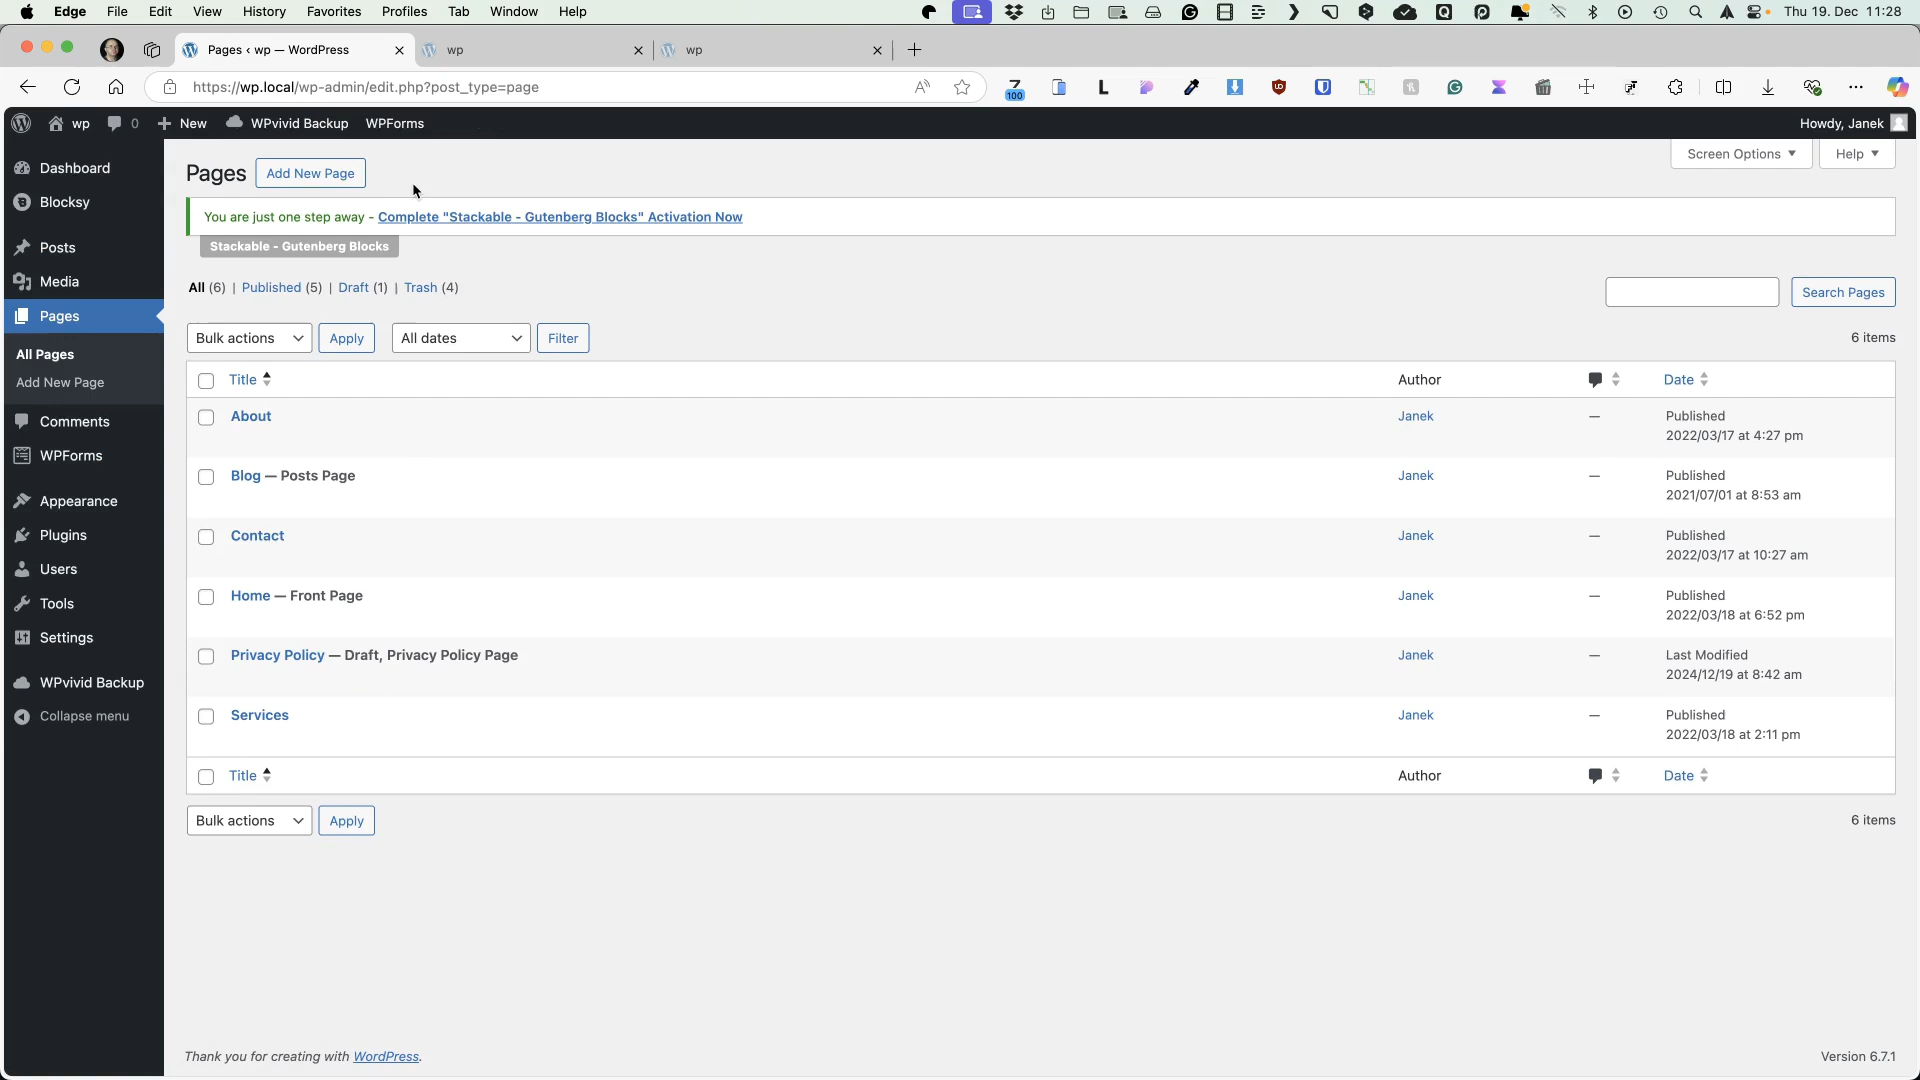 Edge File Edit View History Favorites Profiles Tab Window Help Thu 19. Dec 11:28
Pages ‹ wp — WordPress wp wp
https://wp.local/wp-admin/edit.php?post_type=page
100
wp 0 New WPvivid Backup WPForms Howdy, Janek
Dashboard
Blocksy
Posts
Media
Pages
All Pages
Add New Page
Comments
WPForms
Appearance
Plugins
Users
Tools
Settings
WPvivid Backup
Collapse menu
Screen Options Help
Pages Add New Page
You are just one step away - Complete "Stackable - Gutenberg Blocks" Activation Now
Stackable - Gutenberg Blocks
All (6) | Published (5) | Draft (1) | Trash (4)
Search Pages
Bulk actions Apply All dates Filter 6 items
Title Author Date
About Janek — Published
2022/03/17 at 4:27 pm
Blog — Posts Page Janek — Published
2021/07/01 at 8:53 am
Contact Janek — Published
2022/03/17 at 10:27 am
Home — Front Page Janek — Published
2022/03/18 at 6:52 pm
Privacy Policy — Draft, Privacy Policy Page Janek — Last Modified
2024/12/19 at 8:42 am
Services Janek — Published
2022/03/18 at 2:11 pm
Title Author Date
Bulk actions Apply 6 items
Thank you for creating with WordPress. Version 6.7.1